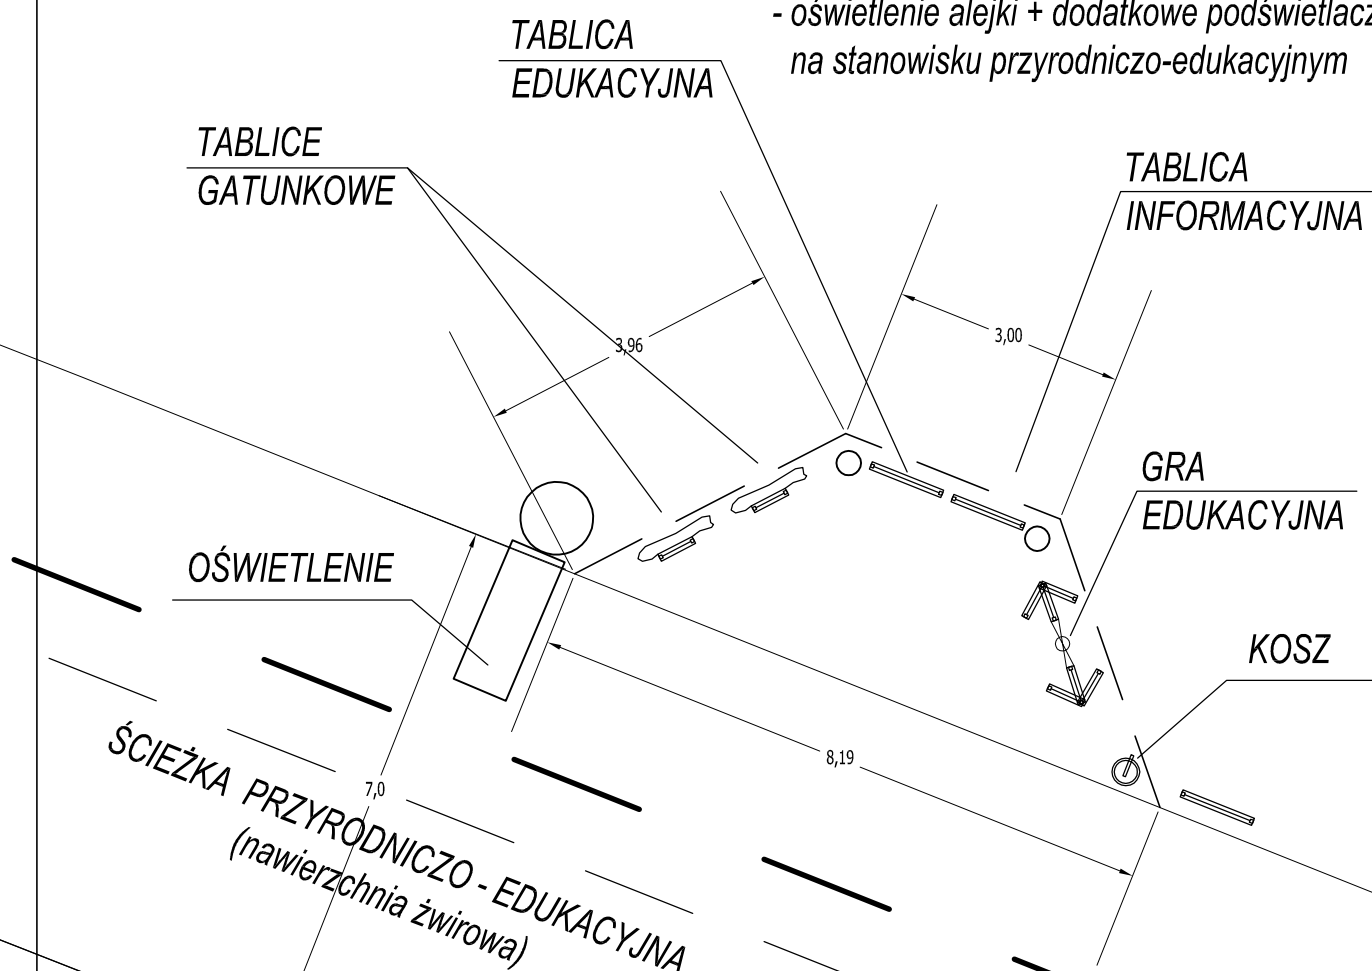 - oświetlenie alejki + dodatkowe podświetlacz
na stanowisku przyrodniczo-edukacyjnym
TABLICA
EDUKACYJNA
TABLICE
GATUNKOWE
TABLICA
INFORMACYJNA
3,96
3,00
GRA
EDUKACYJNA
OŚWIETLENIE
KOSZ
8,19
7,0
ŚCIEŻKA PRZYRODNICZO - EDUKACYJNA
(nawierzchnia żwirowa)